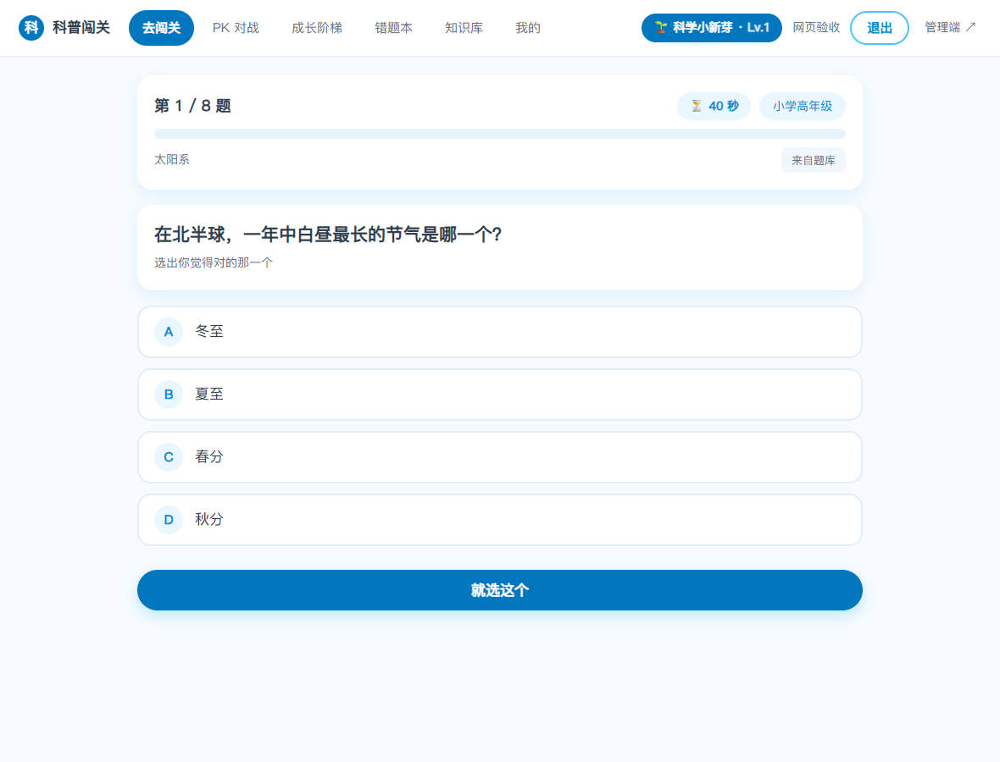 科 科普闯关 去闯关 PK 对战 成长阶梯 错题本 知识库 我的 科学小新芽 · Lv.1 网页验收 退出 管理端 ↗
第 1 / 8 题 ⏳ 40 秒 小学高年级
太阳系 来自题库
在北半球，一年中白昼最长的节气是哪一个？
选出你觉得对的那一个
A 冬至
B 夏至
C 春分
D 秋分
就选这个